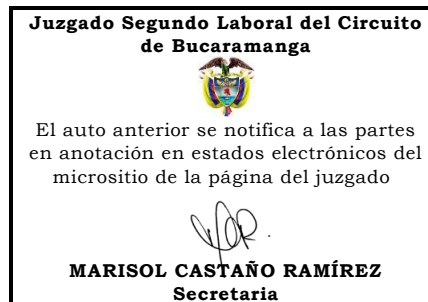 Juzgado Segundo Laboral del Circuito
de Bucaramanga
El auto anterior se notifica a las partes
en anotación en estados electrónicos del
micrositio de la página del juzgado
MARISOL CASTAÑO RAMÍREZ
Secretaria